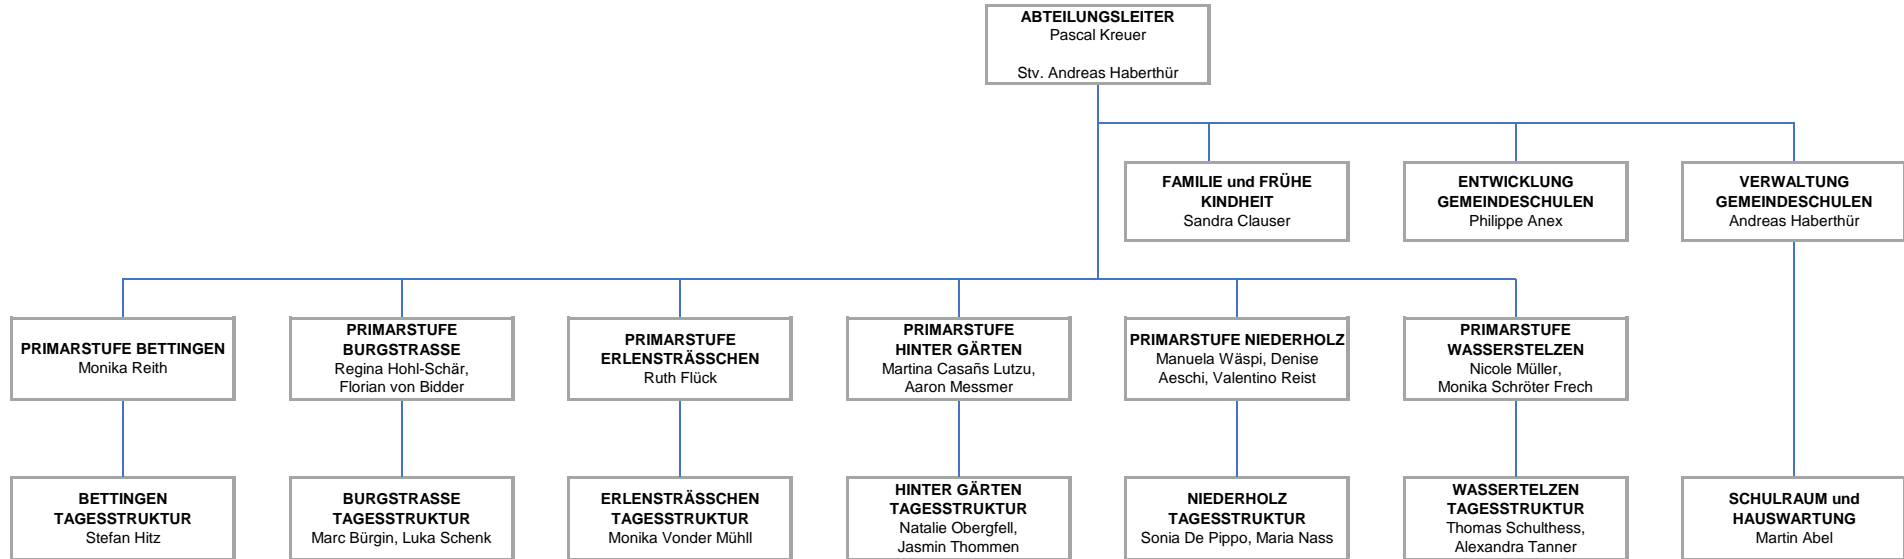 ABTEILUNGSLEITER
Pascal Kreuer
Stv. Andreas Haberthür
FAMILIE und FRÜHE
KINDHEIT
Sandra Clauser
ENTWICKLUNG
GEMEINDESCHULEN
Philippe Anex
VERWALTUNG
GEMEINDESCHULEN
Andreas Haberthür
PRIMARSTUFE BETTINGEN
Monika Reith
PRIMARSTUFE
BURGSTRASSE
Regina Hohl-Schär,
Florian von Bidder
PRIMARSTUFE
ERLENSTRÄSSCHEN
Ruth Flück
PRIMARSTUFE
HINTER GÄRTEN
Martina Casañs Lutzu,
Aaron Messmer
PRIMARSTUFE NIEDERHOLZ
Manuela Wäspi, Denise
Aeschi, Valentino Reist
PRIMARSTUFE
WASSERSTELZEN
Nicole Müller,
Monika Schröter Frech
BETTINGEN
TAGESSTRUKTUR
Stefan Hitz
BURGSTRASSE
TAGESSTRUKTUR
Marc Bürgin, Luka Schenk
ERLENSTRÄSSCHEN
TAGESSTRUKTUR
Monika Vonder Mühll
HINTER GÄRTEN
TAGESSTRUKTUR
Natalie Obergfell,
Jasmin Thommen
NIEDERHOLZ
TAGESSTRUKTUR
Sonia De Pippo, Maria Nass
WASSERTELZEN
TAGESSTRUKTUR
Thomas Schulthess,
Alexandra Tanner
SCHULRAUM und
HAUSWARTUNG
Martin Abel